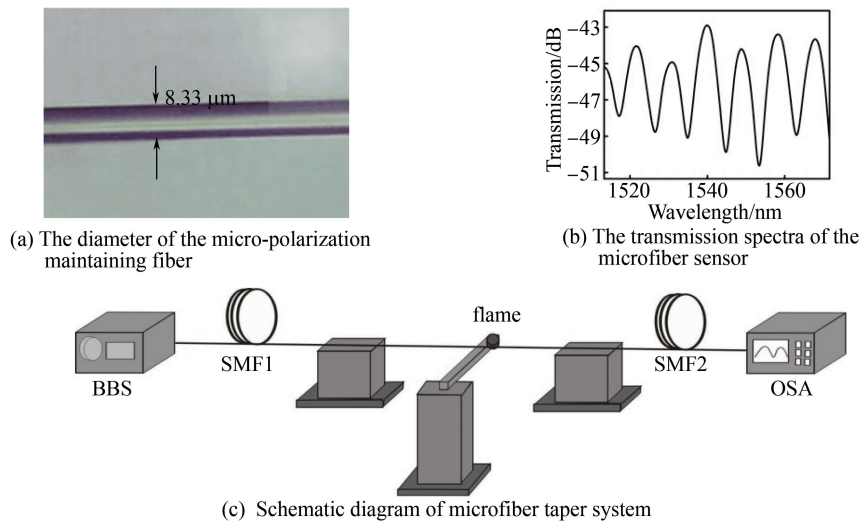 8.33 μm
(a) The diameter of the micro-polarization
maintaining fiber
Transmission/dB
−43
−45
−47
−49
−51
1520 1540 1560
Wavelength/nm
(b) The transmission spectra of the
microfiber sensor
flame
SMF1
SMF2
BBS
OSA
(c) Schematic diagram of microfiber taper system